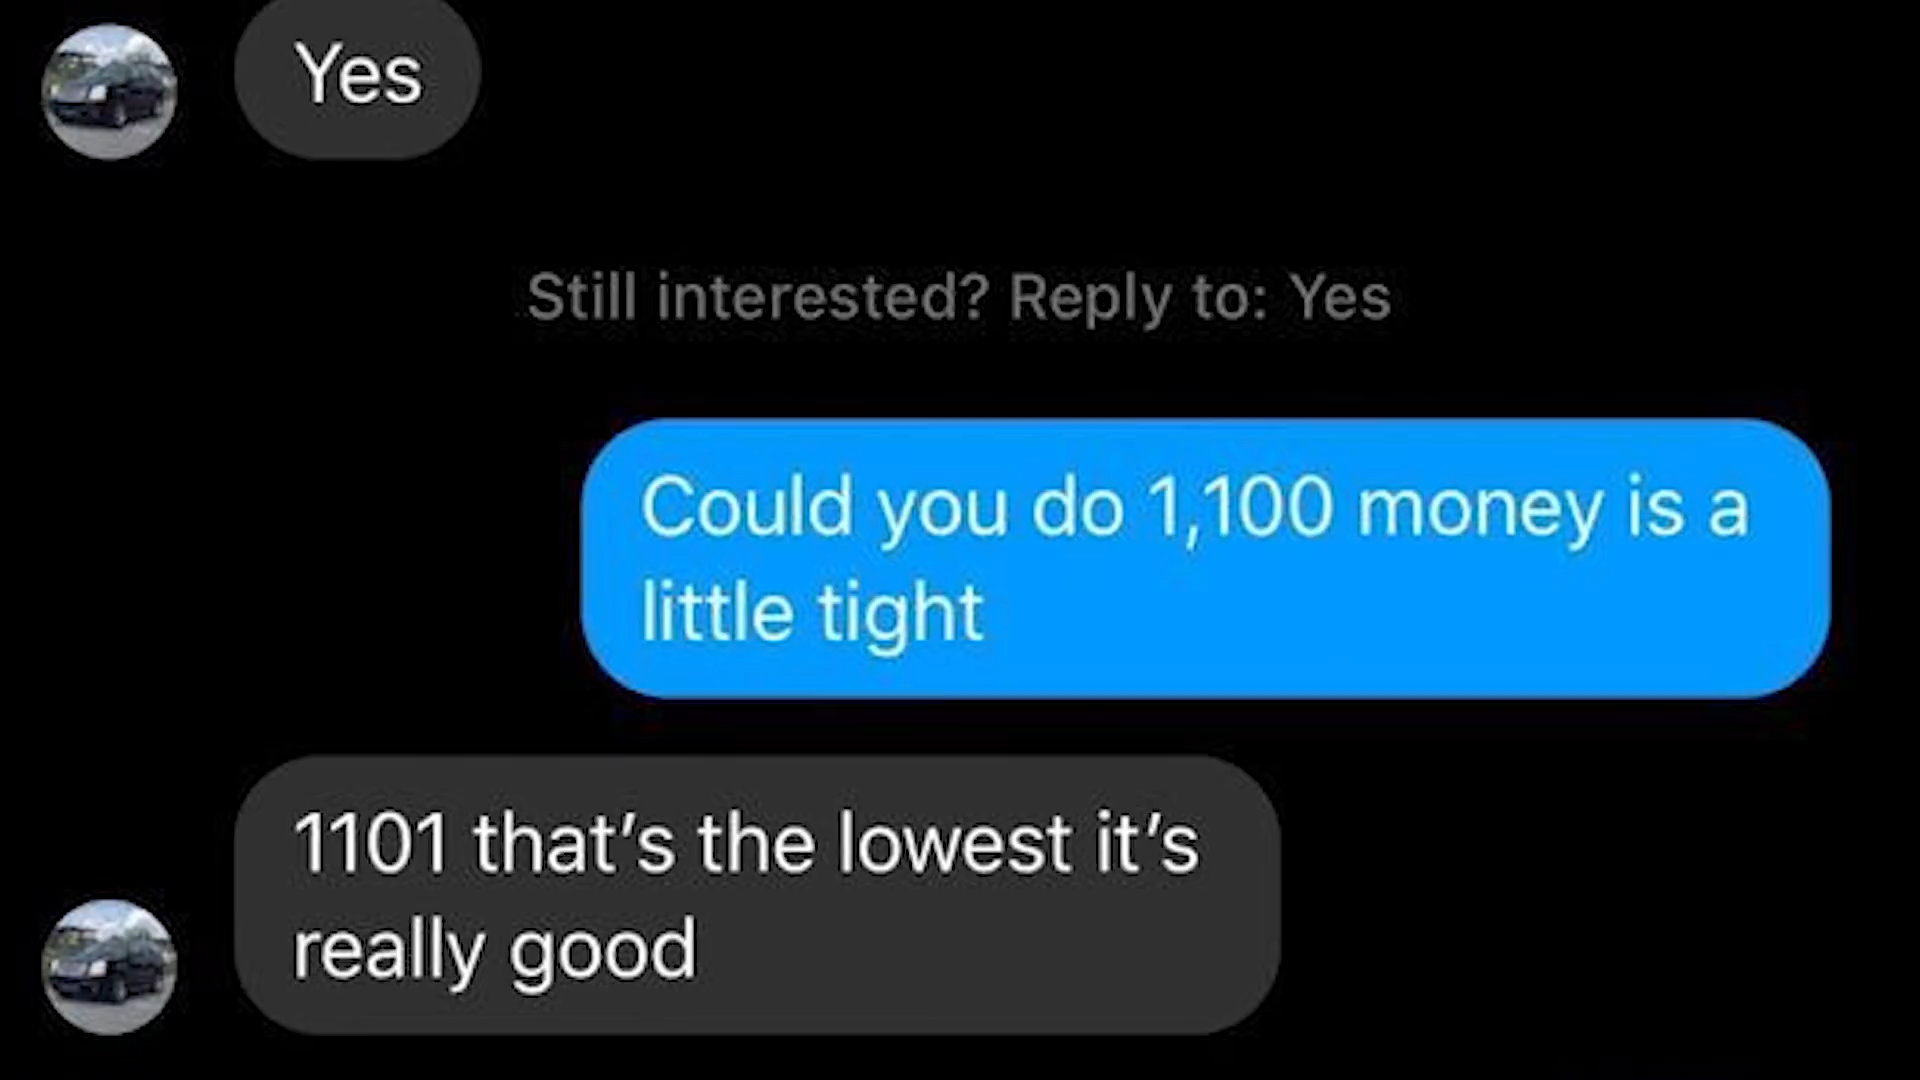 Yes
Still interested? Reply to: Yes
Could you do 1,100 money is a
little tight
1101 that’s the lowest it’s
really good